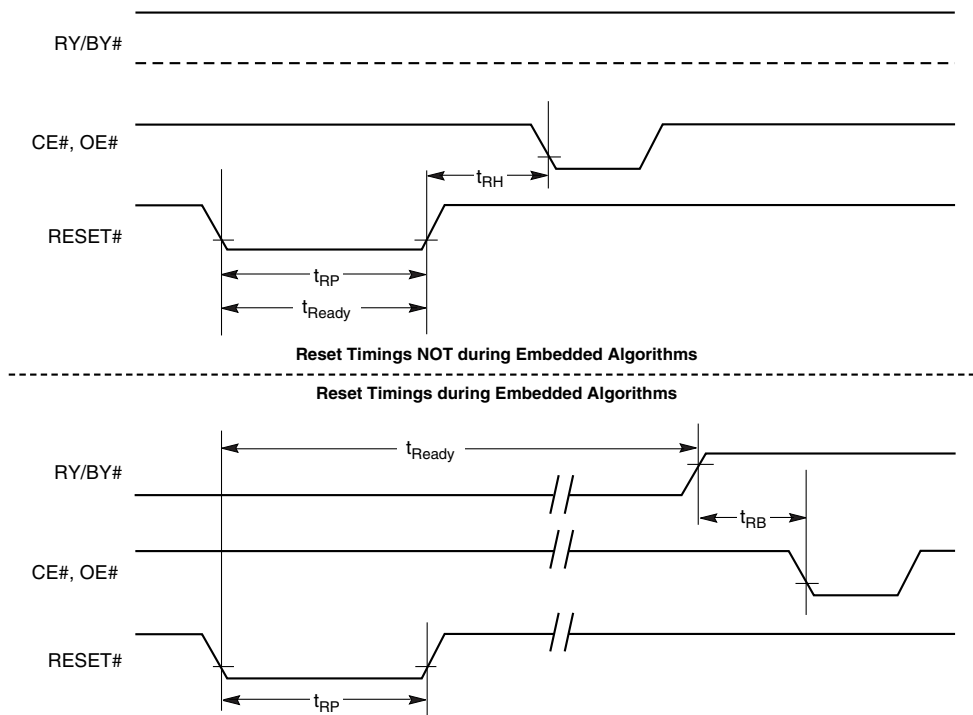 RY/BY#
CE#, OE#
tRH
RESET#
tRP
tReady
Reset Timings NOT during Embedded Algorithms
Reset Timings during Embedded Algorithms
tReady
RY/BY#
tRB
CE#, OE#
RESET#
tRP